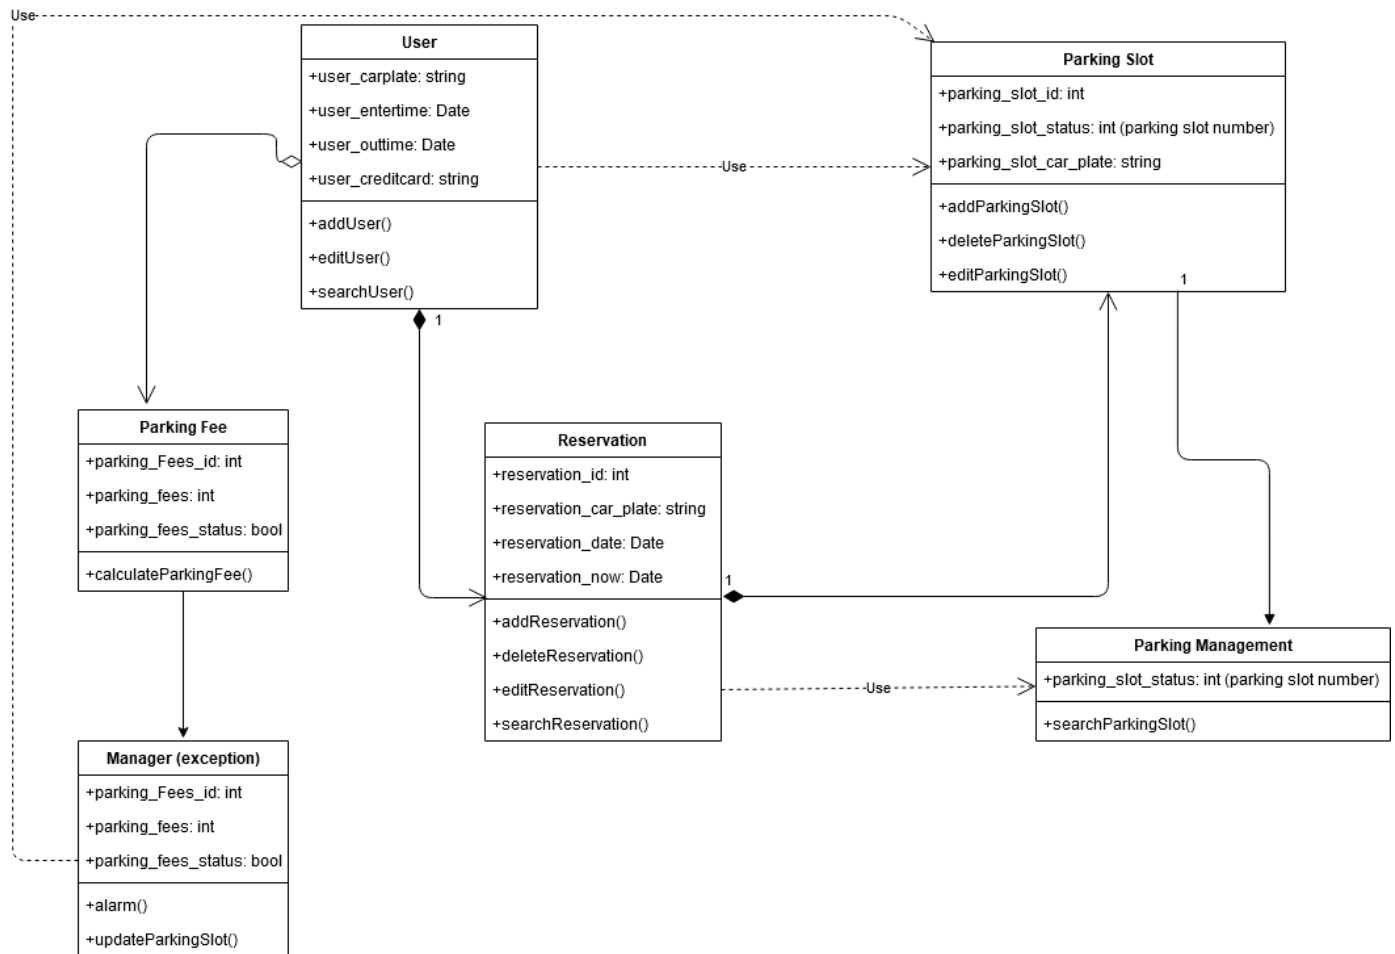 Use
User
+user_carplate: string
+user_entertime: Date
+user_outtime: Date
+user_creditcard: string
+addUser()
+editUser()
+searchUser()
1
Use
Parking Slot
+parking_slot_id: int
+parking_slot_status: int (parking slot number)
+parking_slot_car_plate: string
+addParkingSlot()
+deleteParkingSlot()
+editParkingSlot()
1
Parking Fee
+parking_Fees_id: int
+parking_fees: int
+parking_fees_status: bool
+calculateParkingFee()
Reservation
+reservation_id: int
+reservation_car_plate: string
+reservation_date: Date
+reservation_now: Date
+addReservation()
+deleteReservation()
+editReservation()
+searchReservation()
1
Use
Parking Management
+parking_slot_status: int (parking slot number)
+searchParkingSlot()
Manager (exception)
+parking_Fees_id: int
+parking_fees: int
+parking_fees_status: bool
+alarm()
+updateParkingSlot()